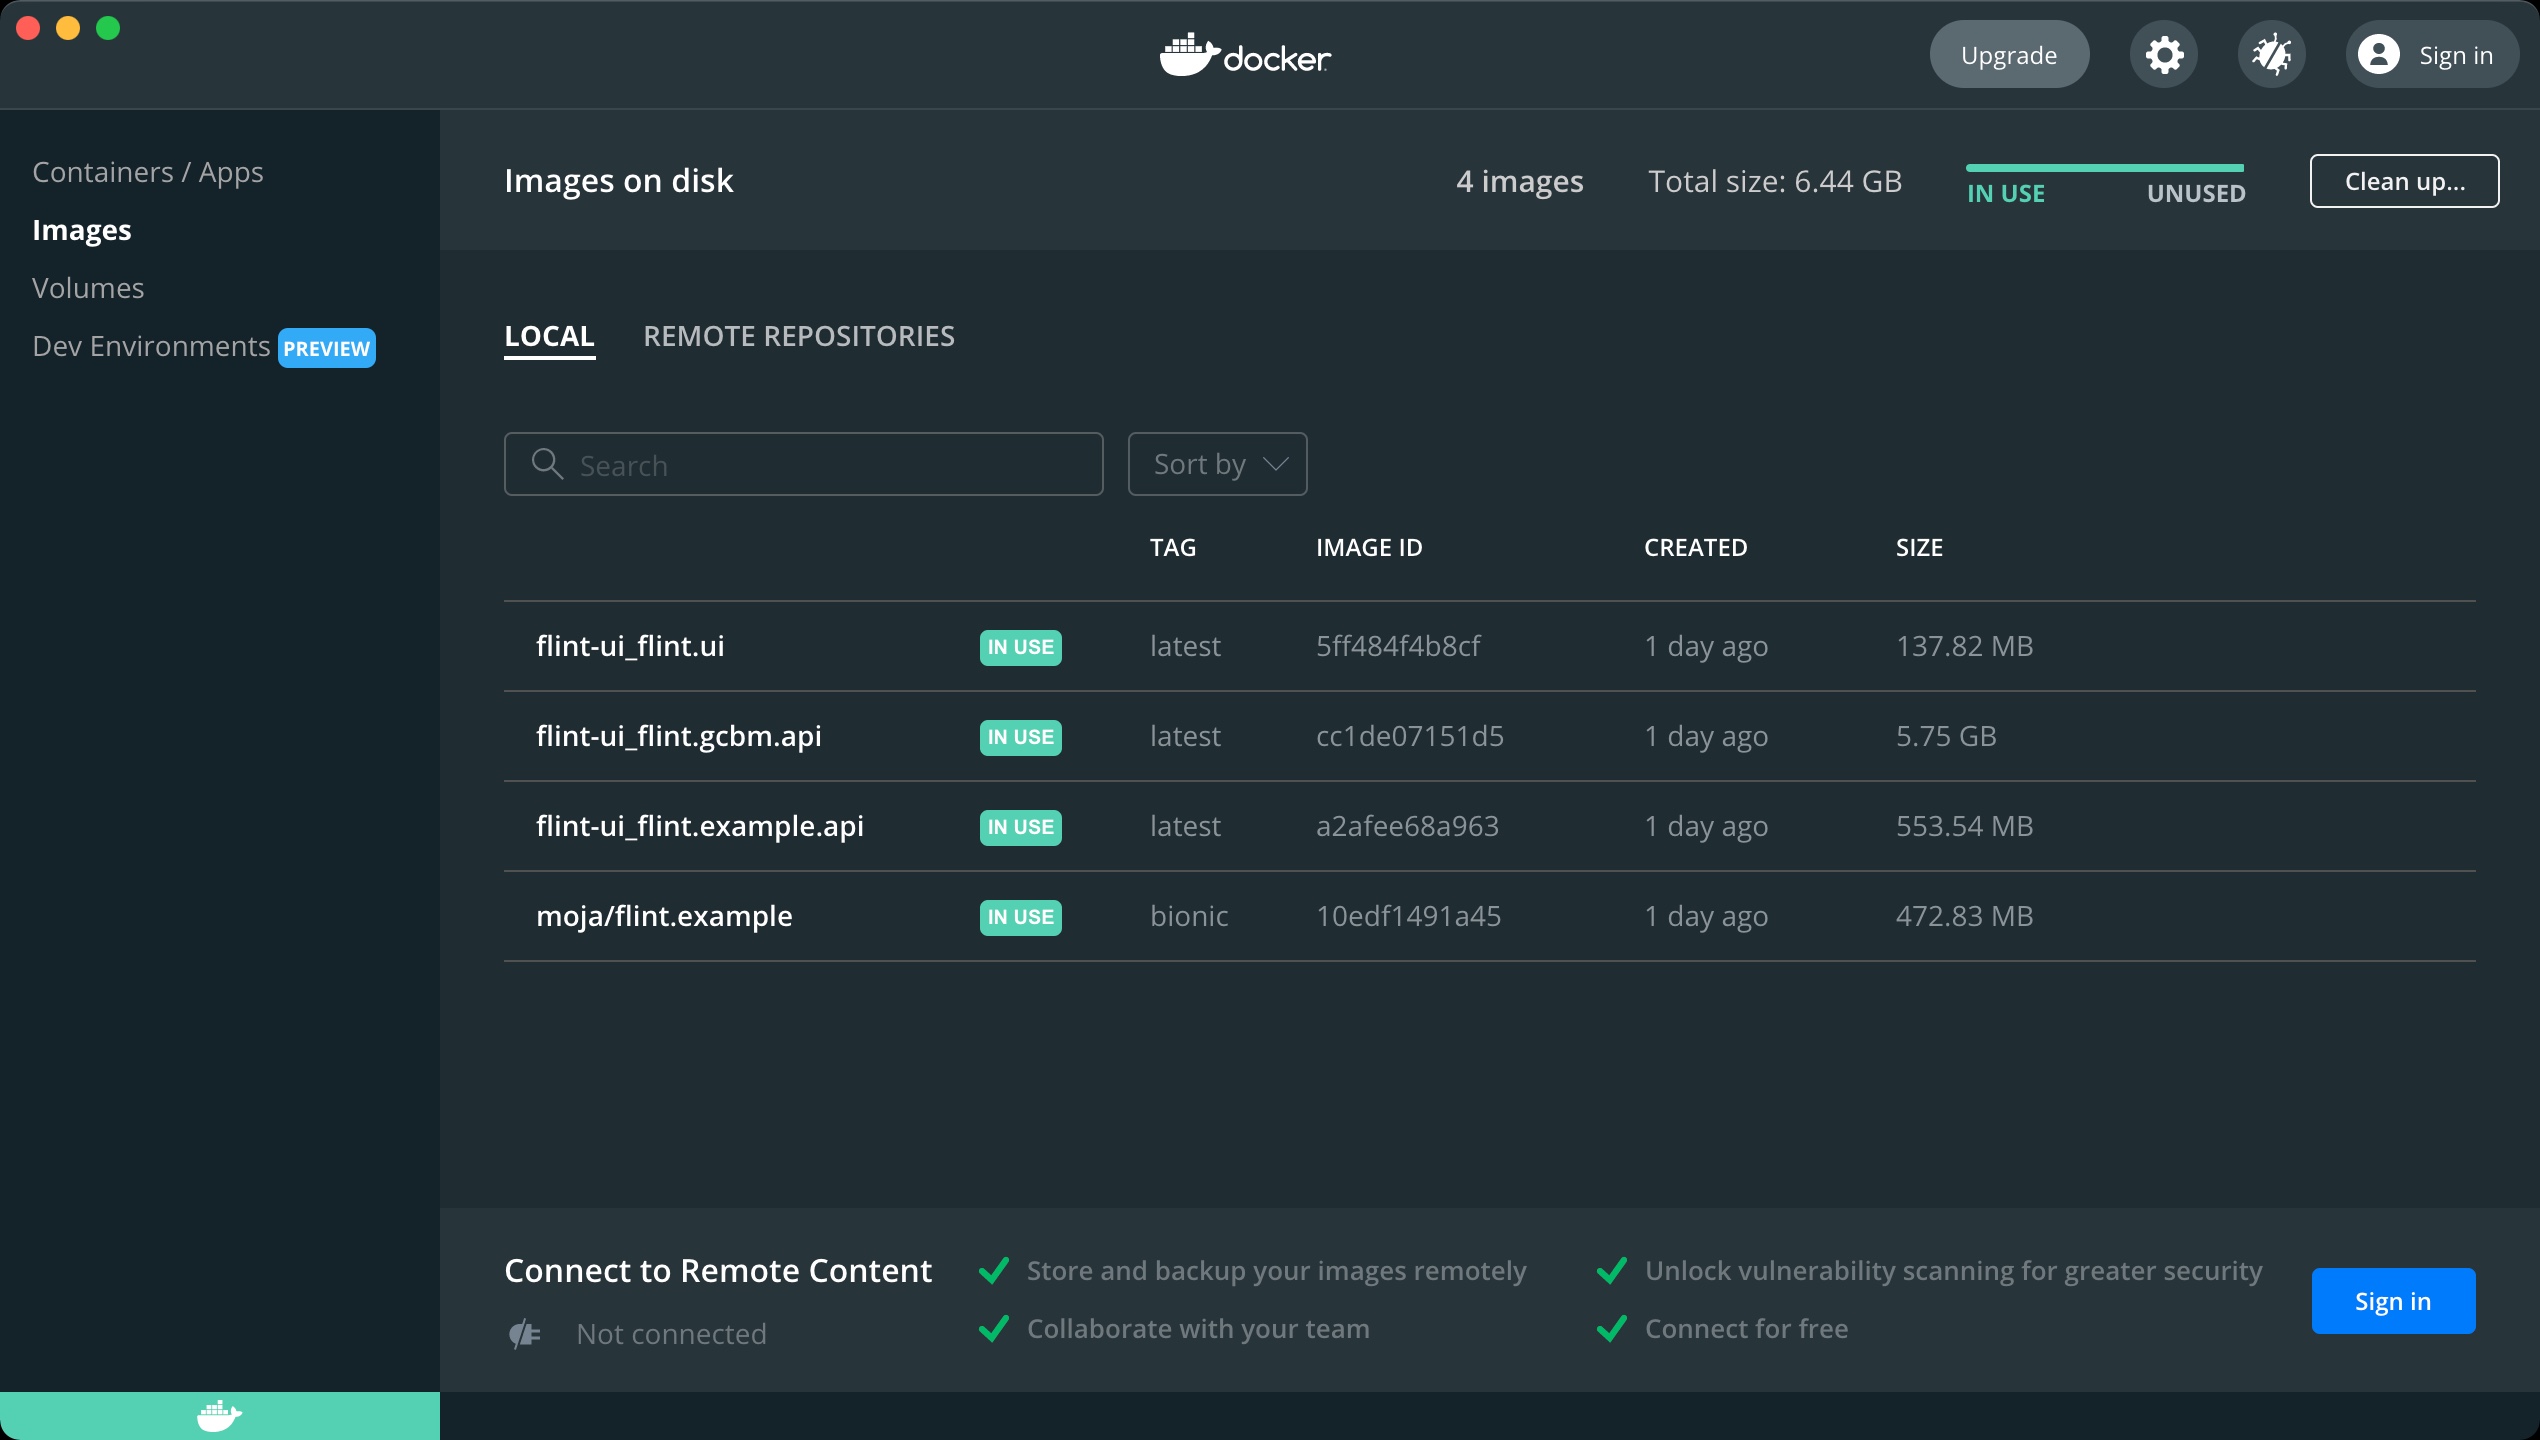 docker
Upgrade
Sign in
Containers / Apps
Images
Volumes
Dev Environments PREVIEW
Images on disk
4 images
Total size: 6.44 GB
IN USE
UNUSED
Clean up...
LOCAL
REMOTE REPOSITORIES
Search
Sort by
TAG IMAGE ID CREATED SIZE
flint-ui_flint.ui IN USE latest 5ff484f4b8cf 1 day ago 137.82 MB
flint-ui_flint.gcbm.api IN USE latest cc1de07151d5 1 day ago 5.75 GB
flint-ui_flint.example.api IN USE latest a2afee68a963 1 day ago 553.54 MB
moja/flint.example IN USE bionic 10edf1491a45 1 day ago 472.83 MB
Connect to Remote Content
Not connected
Store and backup your images remotely
Collaborate with your team
Unlock vulnerability scanning for greater security
Connect for free
Sign in